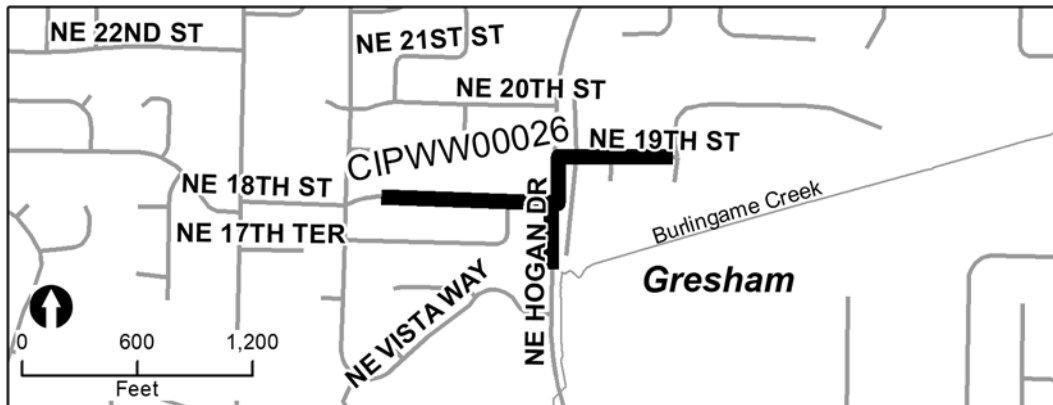 NE 22ND ST
NE 21ST ST
NE 20TH ST
CIPWW00026
NE 19TH ST
NE 18TH ST
NE 17TH TER
NE HOGAN DR
Burlingame Creek
Gresham
NE VISTA WAY
0 600 1,200
Feet